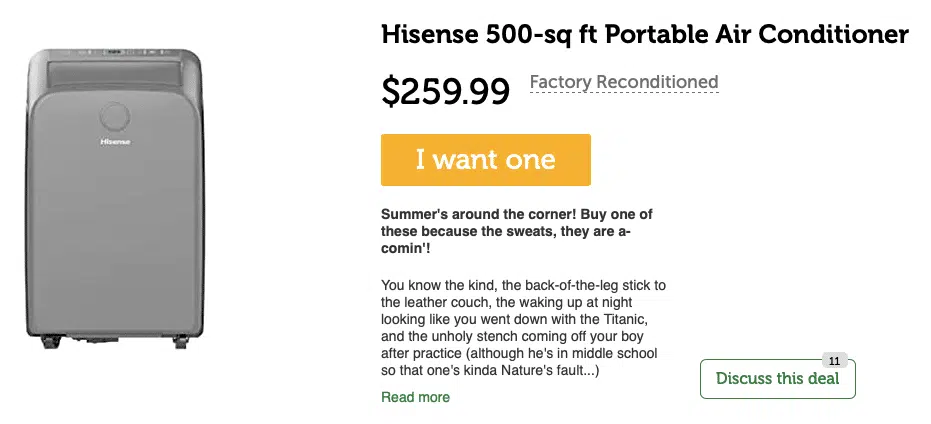 Hisense 500-sq ft Portable Air Conditioner
$259.99 Factory Reconditioned
I want one
Hisense
Summer's around the corner! Buy one of
these because the sweats, they are a-
comin'!
You know the kind, the back-of-the-leg stick to
the leather couch, the waking up at night
looking like you went down with the Titanic,
and the unholy stench coming off your boy
after practice (although he's in middle school
so that one's kinda Nature's fault...)
Read more
11
Discuss this deal